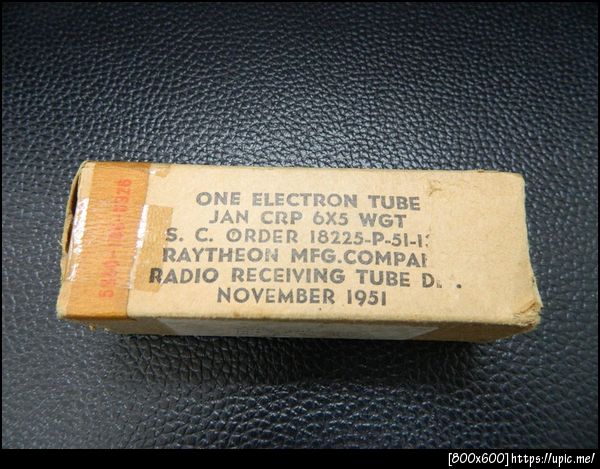 ONE ELECTRON TUBE
JAN CRP 6X5 WGT
S. C. ORDER 18225-P-51-
RAYTHEON MFG.COMPA
RADIO RECEIVING TUBE D
NOVEMBER 1951
[800x600]https://upic.me/